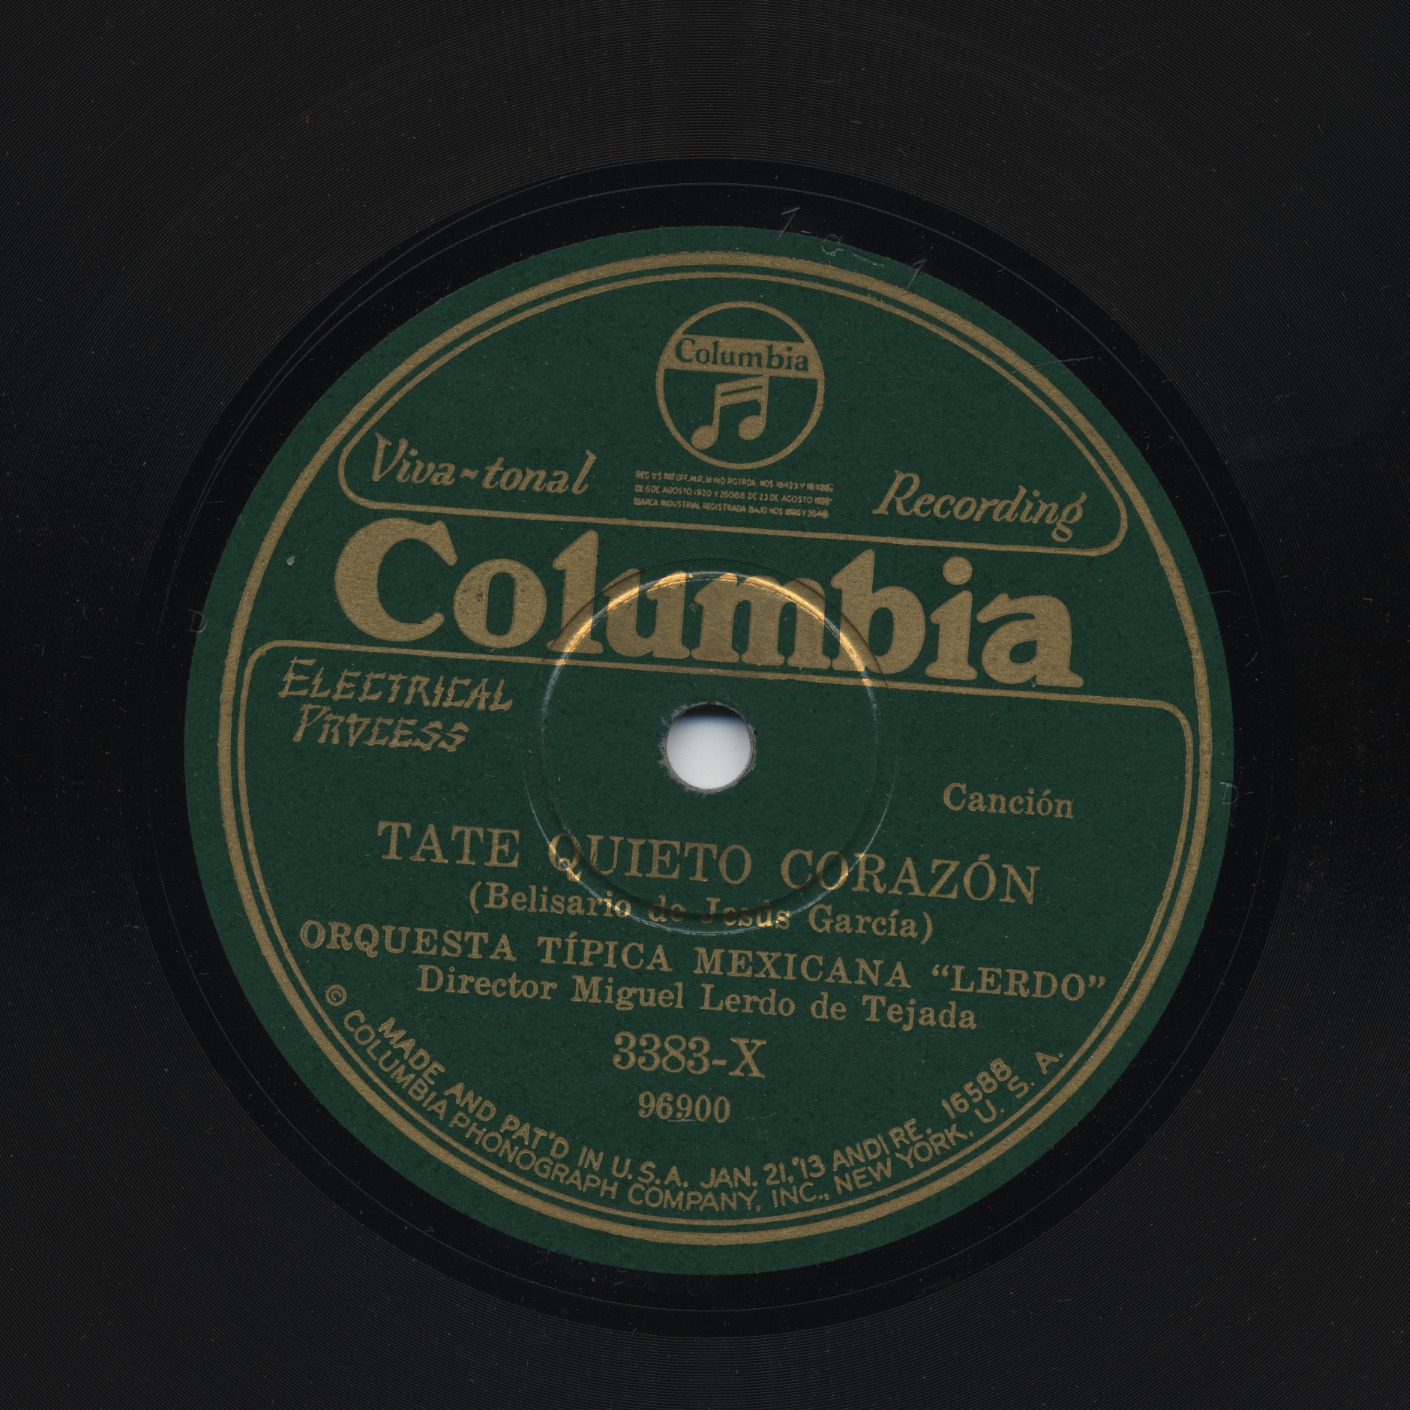 1-a-1
Columbia
Viva-tonal
Recording
Columbia
ELECTRICAL
PROCESS
Canción
TATE QUIETO CORAZÓN
(Belisario de Jesús García)
ORQUESTA TÍPICA MEXICANA “LERDO”
Director Miguel Lerdo de Tejada
3383-X
96900
MADE AND PAT'D IN U.S.A. JAN. 21,'13 AND RE. 16588
© COLUMBIA PHONOGRAPH COMPANY, INC., NEW YORK, U. S. A.